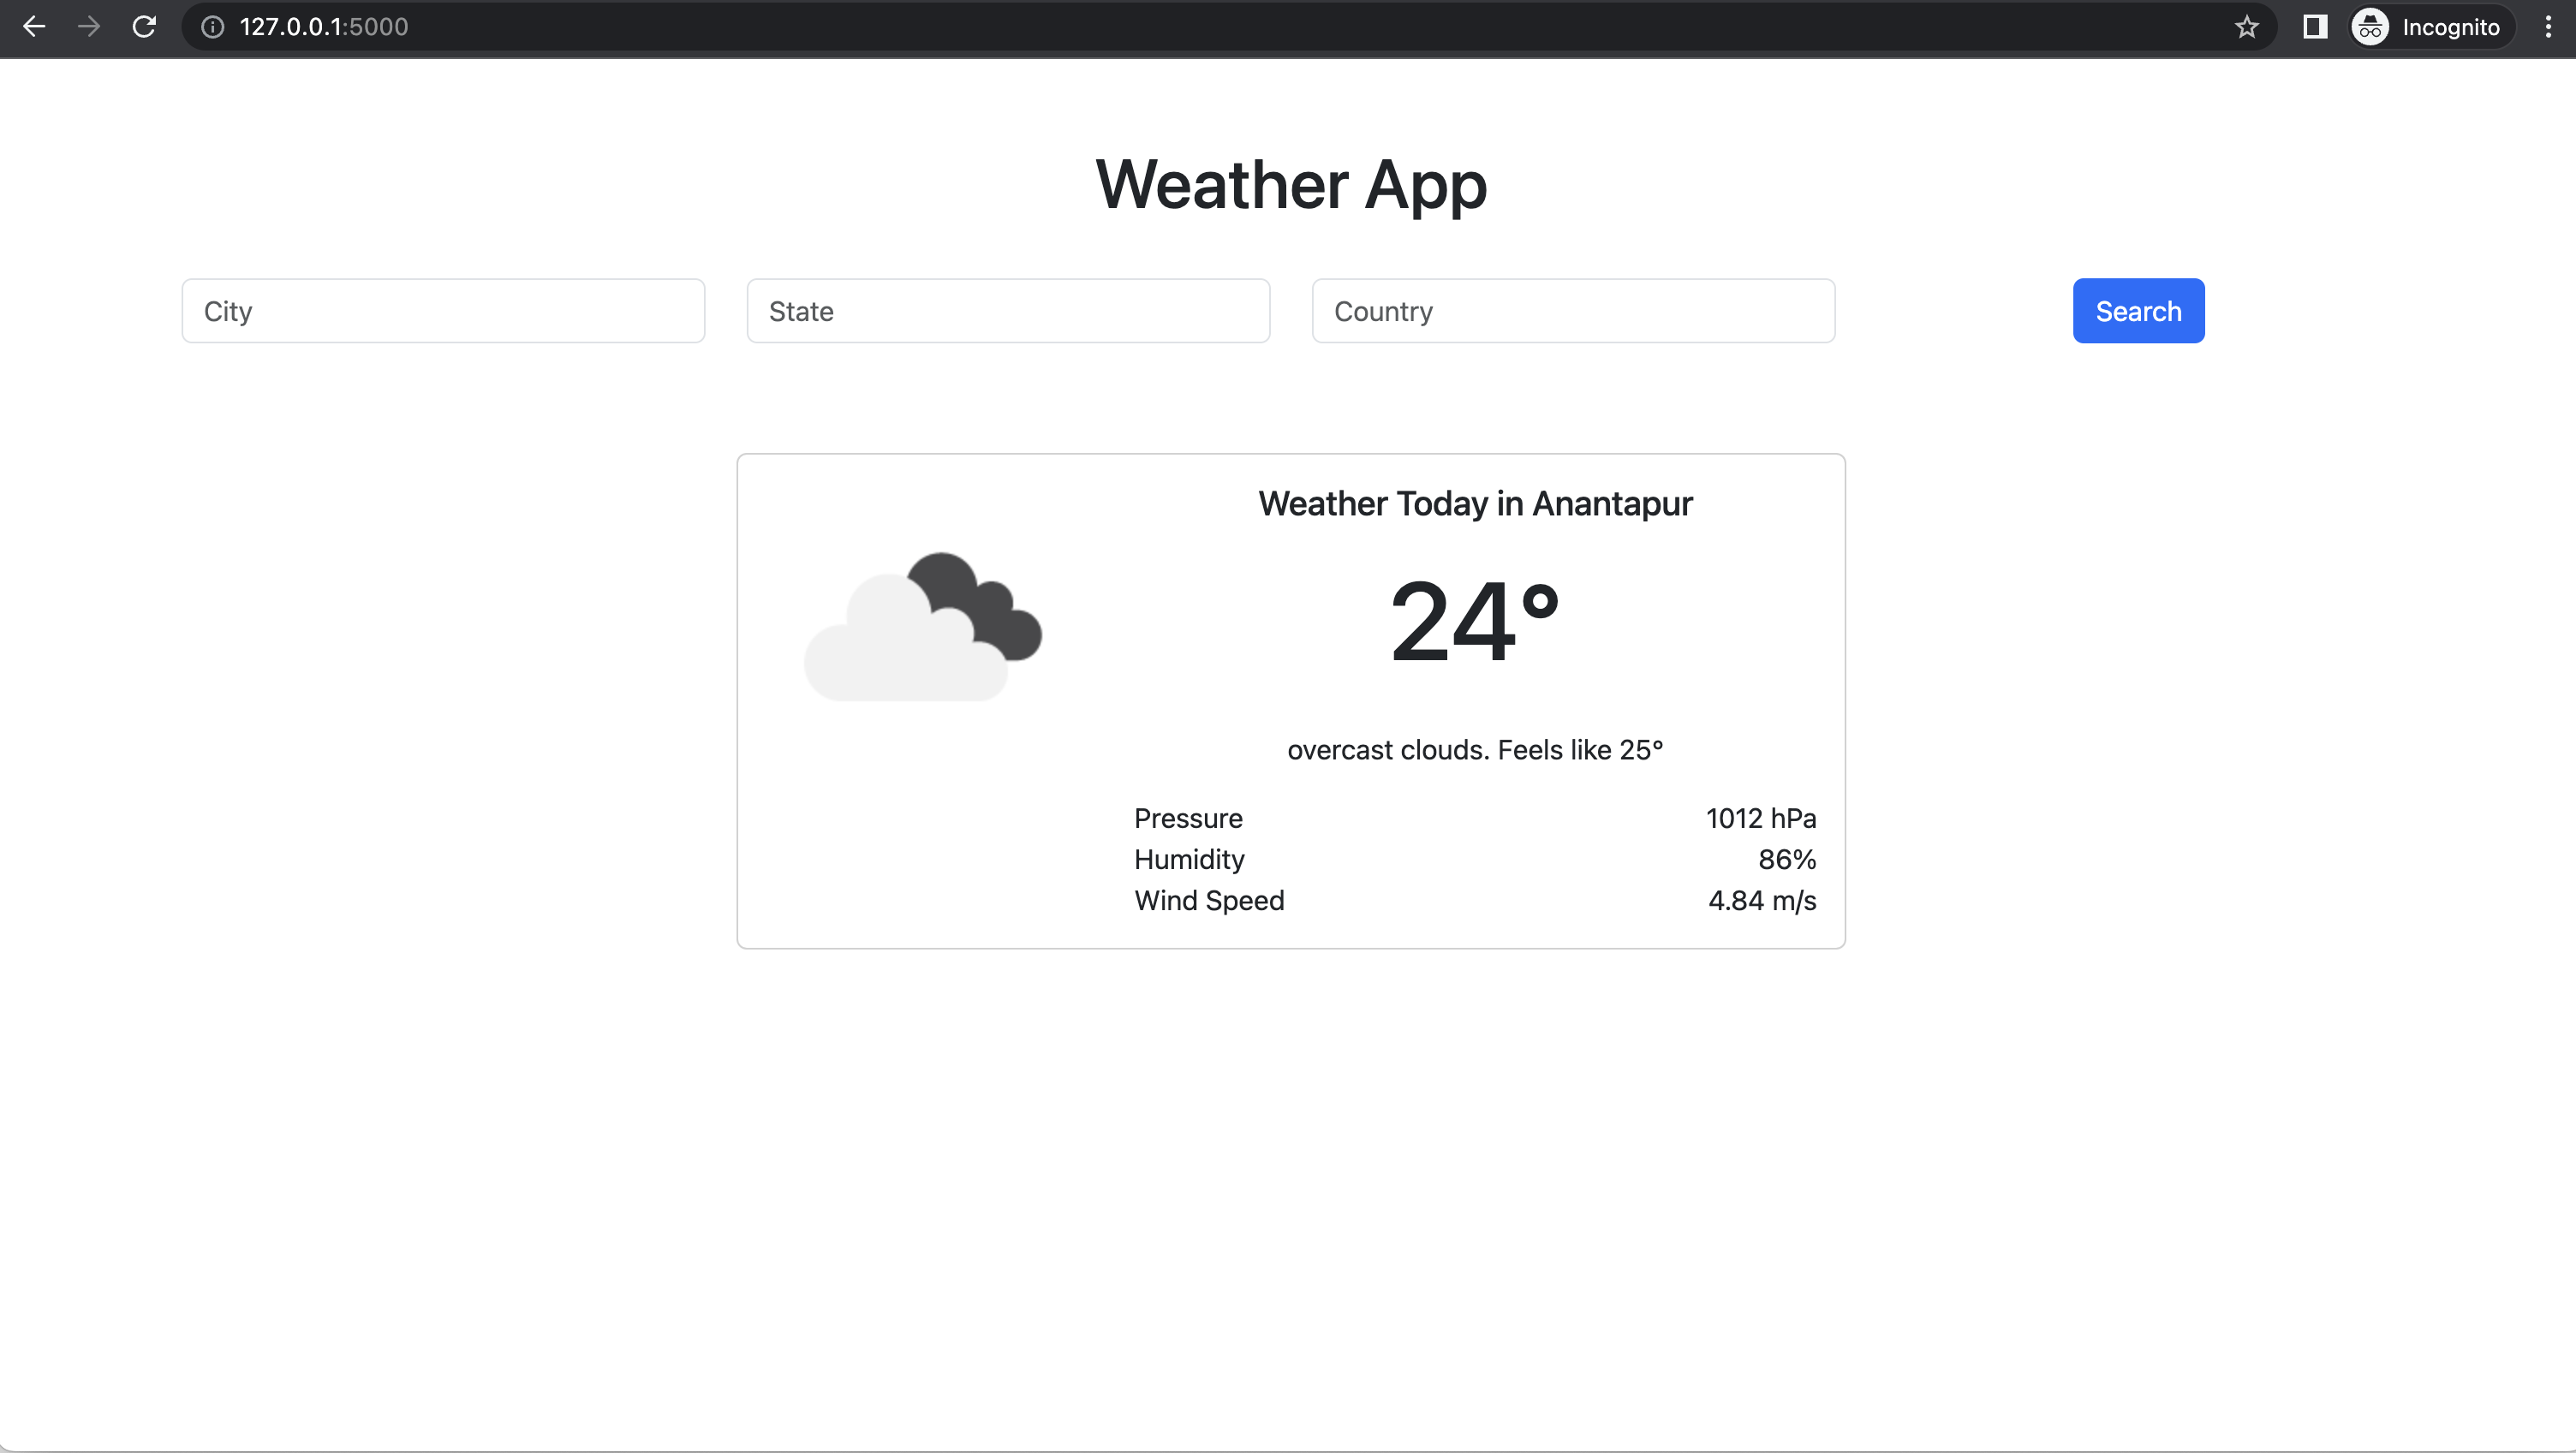 127.0.0.1:5000
Incognito
Weather App
City
State
Country
Search
Weather Today in Anantapur
24°
overcast clouds. Feels like 25°
Pressure 1012 hPa
Humidity 86%
Wind Speed 4.84 m/s